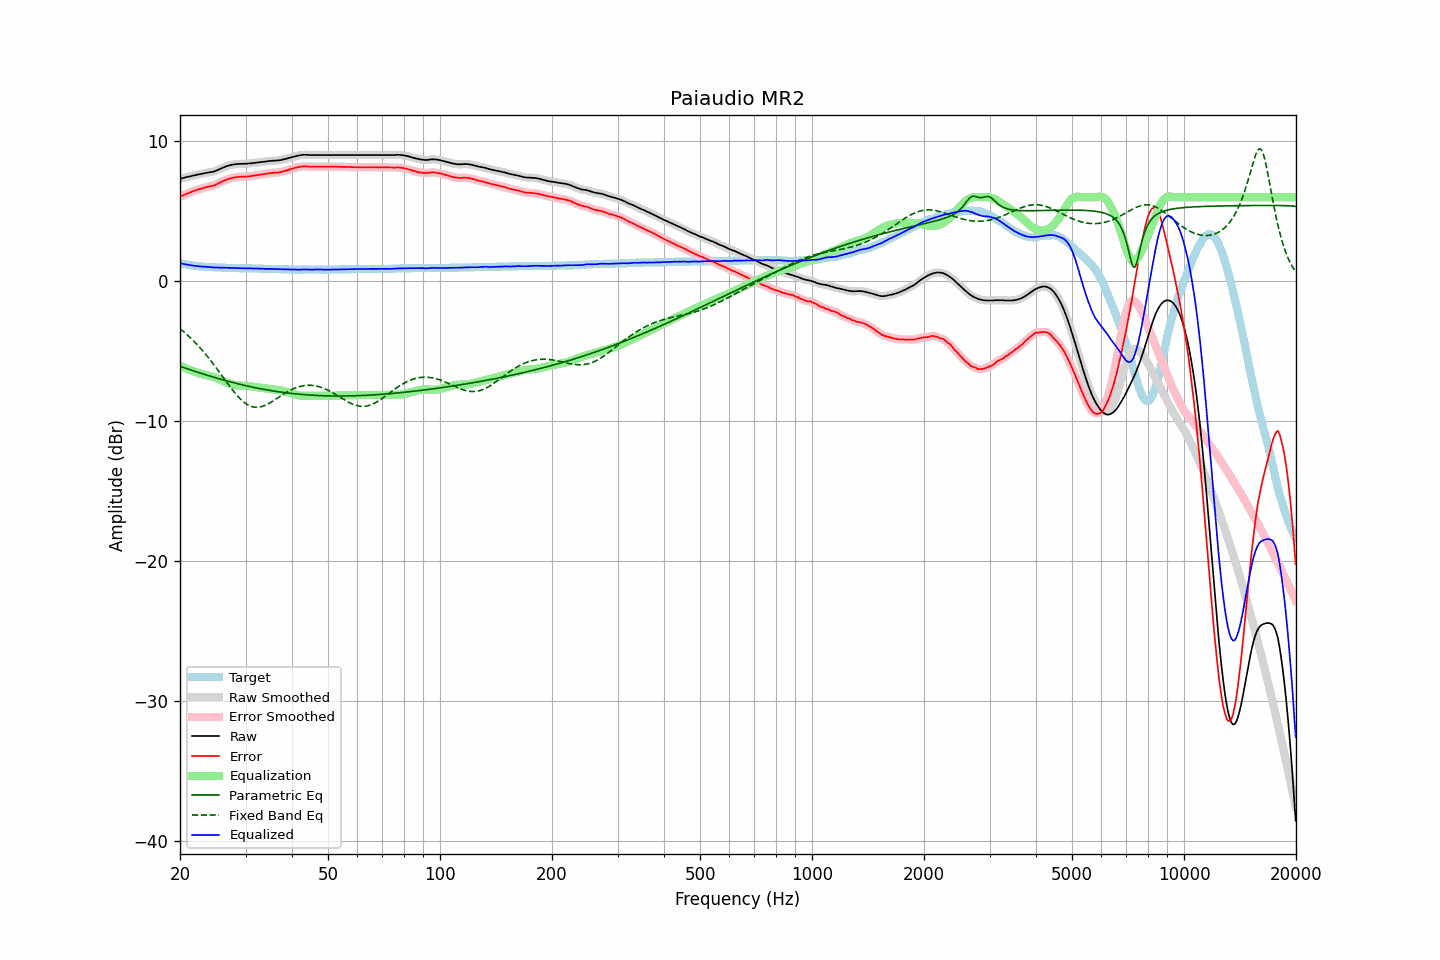 Paiaudio MR2
Amplitude (dBr)
10
0
−10
−20
−30
−40
Target
Raw Smoothed
Error Smoothed
Raw
Error
Equalization
Parametric Eq
Fixed Band Eq
Equalized
20 50 100 200 500 1000 2000 5000 10000 20000
Frequency (Hz)